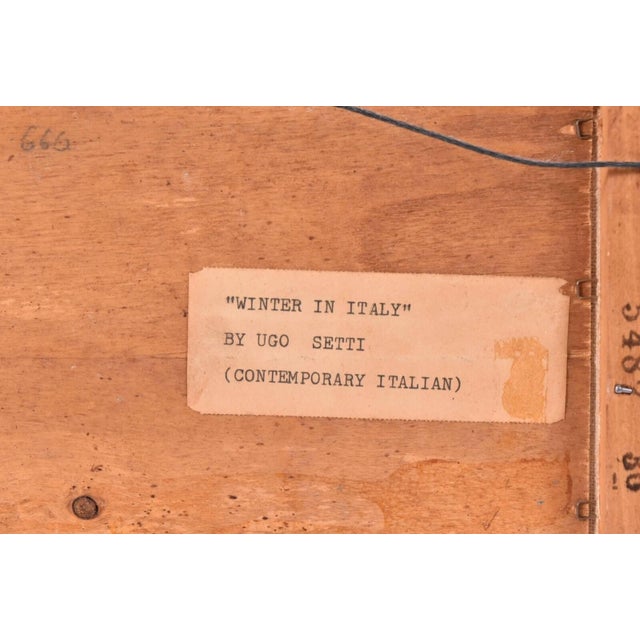 666
"WINTER IN ITALY"
BY UGO SETTI
(CONTEMPORARY ITALIAN)